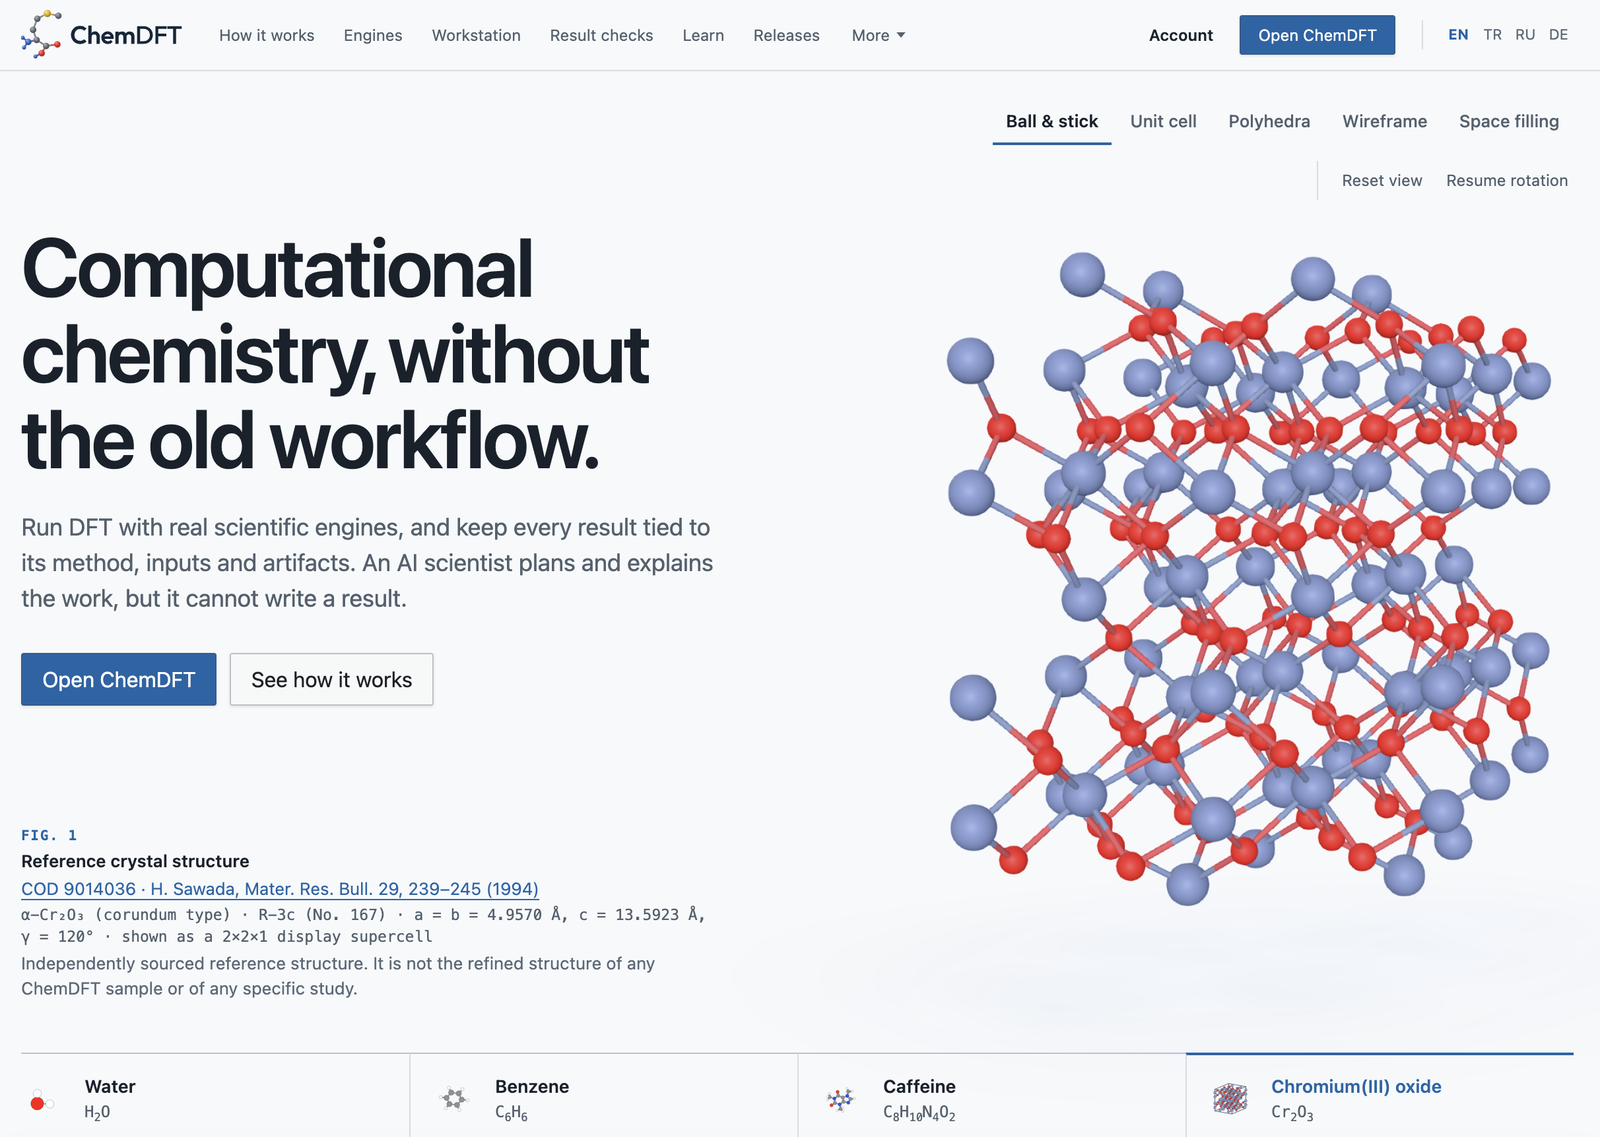 ChemDFT
How it works
Engines
Workstation
Result checks
Learn
Releases
More
Account
Open ChemDFT
EN
TR
RU
DE
Ball & stick
Unit cell
Polyhedra
Wireframe
Space filling
Reset view
Resume rotation
Computational
chemistry, without
the old workflow.
Run DFT with real scientific engines, and keep every result tied to
its method, inputs and artifacts. An AI scientist plans and explains
the work, but it cannot write a result.
Open ChemDFT
See how it works
FIG. 1
Reference crystal structure
COD 9014036 · H. Sawada, Mater. Res. Bull. 29, 239–245 (1994)
α–Cr₂O₃ (corundum type) · R–3c (No. 167) · a = b = 4.9570 Å, c = 13.5923 Å,
γ = 120° · shown as a 2×2×1 display supercell
Independently sourced reference structure. It is not the refined structure of any
ChemDFT sample or of any specific study.
Water
H₂O
Benzene
C₆H₆
Caffeine
C₈H₁₀N₄O₂
Chromium(III) oxide
Cr₂O₃